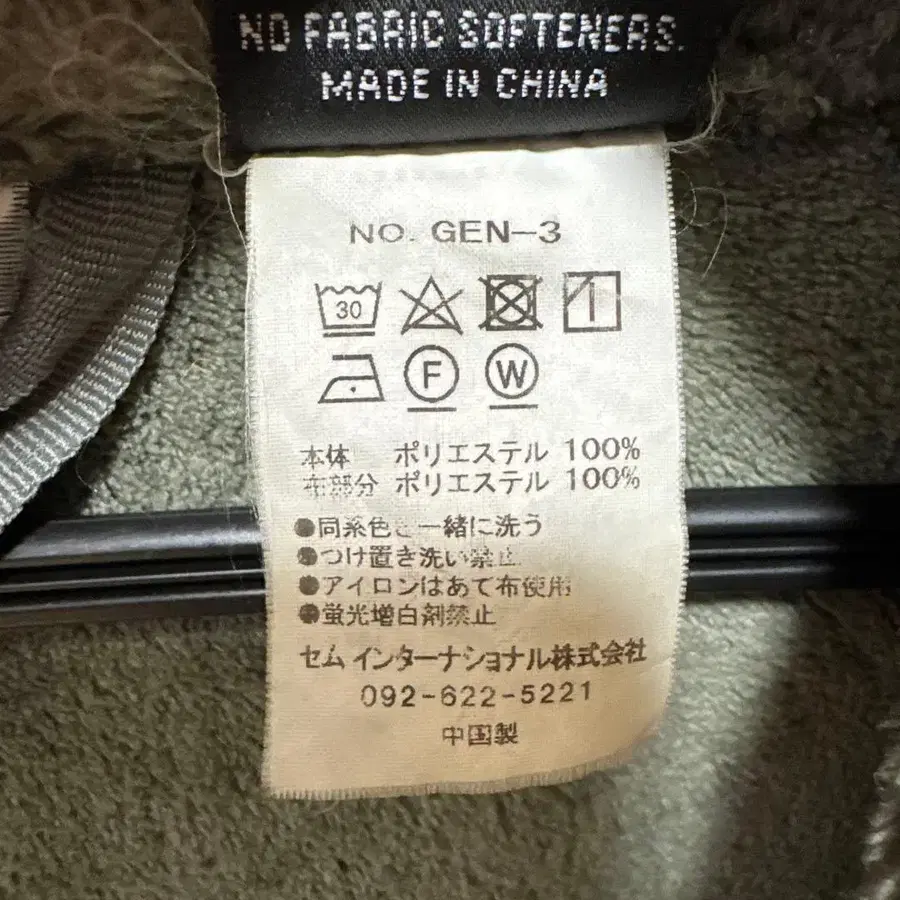 NO FABRIC SOFTENERS.
MADE IN CHINA
NO. GEN-3
30
F W
本体 ポリエステル 100%
布部分 ポリエステル 100%
●同系色と一緒に洗う
●つけ置き洗い禁止
●アイロンはあて布使用
●蛍光増白剤禁止
セムインターナショナル株式会社
092-622-5221
中国製